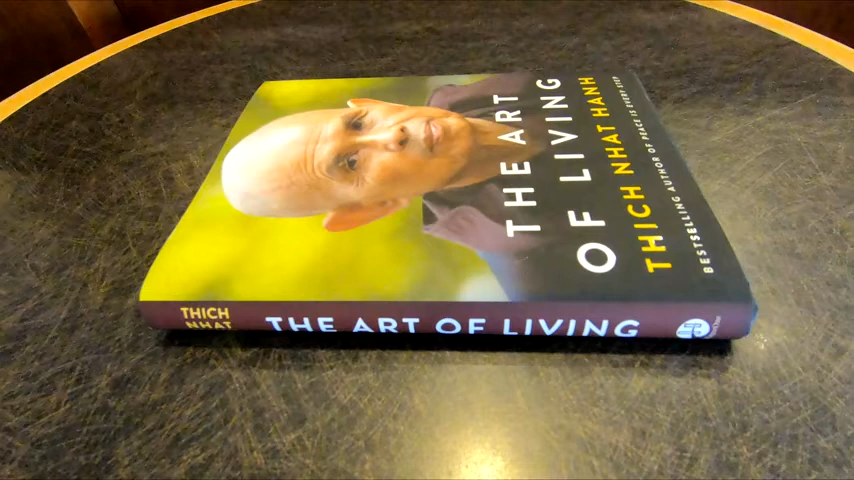 THE ART
OF LIVING
THICH NHAT HANH
BESTSELLING AUTHOR OF PEACE IS EVERY STEP
THICH
NHAT
THE ART OF LIVING